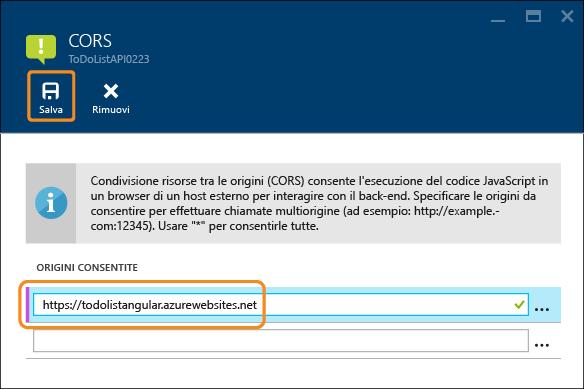 CORS
ToDoListAPI0223
Salva
Rimuovi
Condivisione risorse tra le origini (CORS) consente l'esecuzione del codice JavaScript in
un browser di un host esterno per interagire con il back-end. Specificare le origini da
consentire per effettuare chiamate multiorigine (ad esempio: http://example.-
com:12345). Usare "*" per consentirle tutte.
ORIGINI CONSENTITE
https://todolistangular.azurewebsites.net